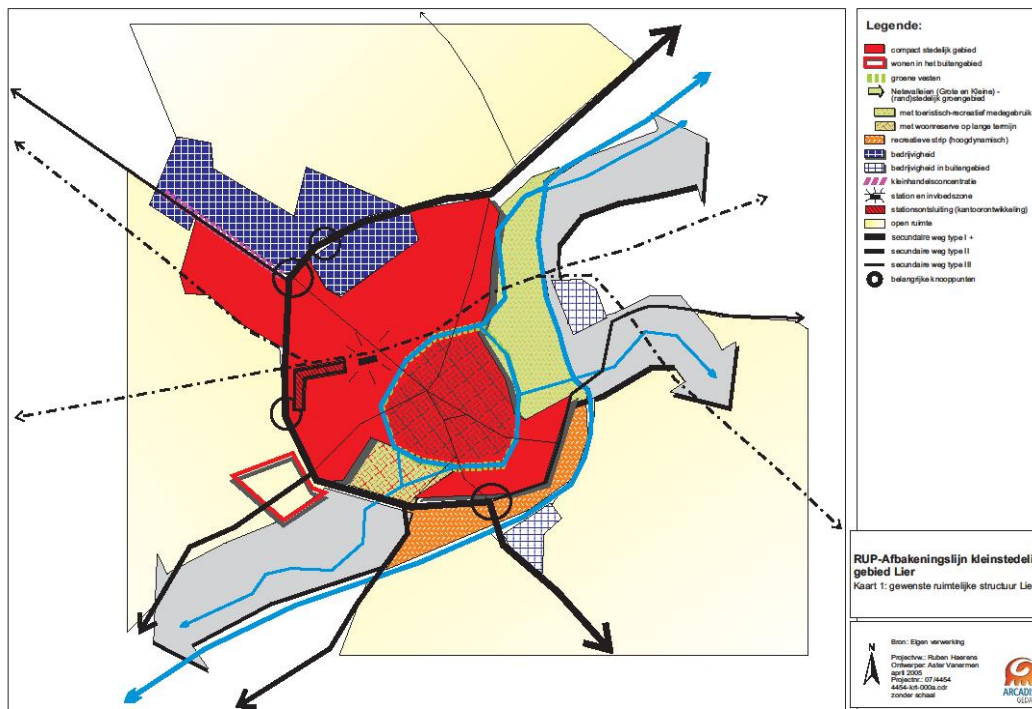 Legende:
compact stedelijk gebied
wonen in het buitengebied
groene vesten
Netevalleien (Grote en Kleine) -
(rand)stedelijk groengebied
met toeristisch-recreatief medegebruik
met woonreserve op lange termijn
recreatieve strip (hoogdynamisch)
bedrijvigheid
bedrijvigheid in buitengebied
kleinhandelsconcentratie
station en invloedszone
stationsontsluiting (kantoorontwikkeling)
open ruimte
secundaire weg type I +
secundaire weg type II
secundaire weg type III
belangrijke knooppunten
RUP-Afbakeningslijn kleinstedeli
gebied Lier
Kaart 1: gewenste ruimtelijke structuur Lie
N
Bron: Eigen verwerking
Projectvw.: Ruben Haerens
Ontwerper: Aster Vanermen
april 2005
Projectnr.: 07/4454
4454-krt-000a.cdr
zonder schaal
ARCADIS
GEDAS